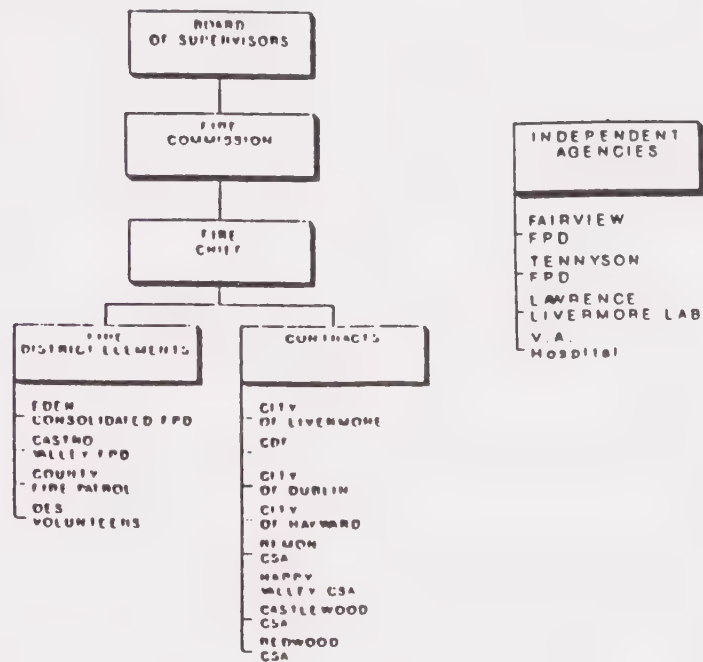 BOARD
OF SUPERVISORS
FIRE
COMMISSION
FIRE
CHIEF
FIRE
DISTRICT ELEMENTS
EDEN
CONSOLIDATED FPD
CASTRO
VALLEY FPD
COUNTY
FIRE PATROL
OES
VOLUNTEERS
CONTRACTS
CITY
OF LIVERMORE
CDF
CITY
OF DUBLIN
CITY
OF HAYWARD
CSA
HAPPY
VALLEY CSA
CASTLEWOOD
CSA
REDWOOD
CSA
INDEPENDENT
AGENCIES
FAIRVIEW
FPD
TENNYSON
FPD
LAWRENCE
LIVERMORE LAB
V.A.
Hospital